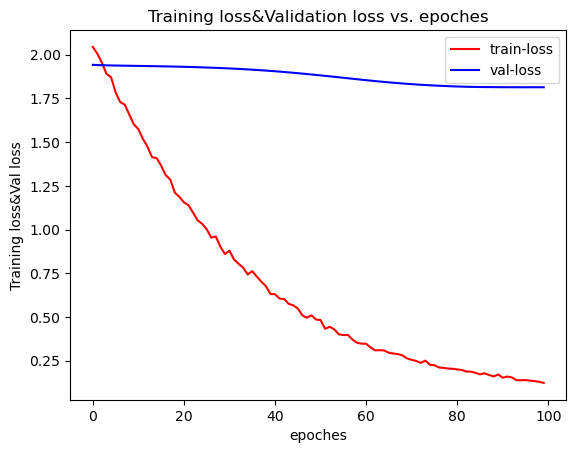 Training loss&Validation loss vs. epoches
train-loss
val-loss
2.00
1.75
1.50
1.25
1.00
0.75
0.50
0.25
Training loss&Val loss
0 20 40 60 80 100
epoches